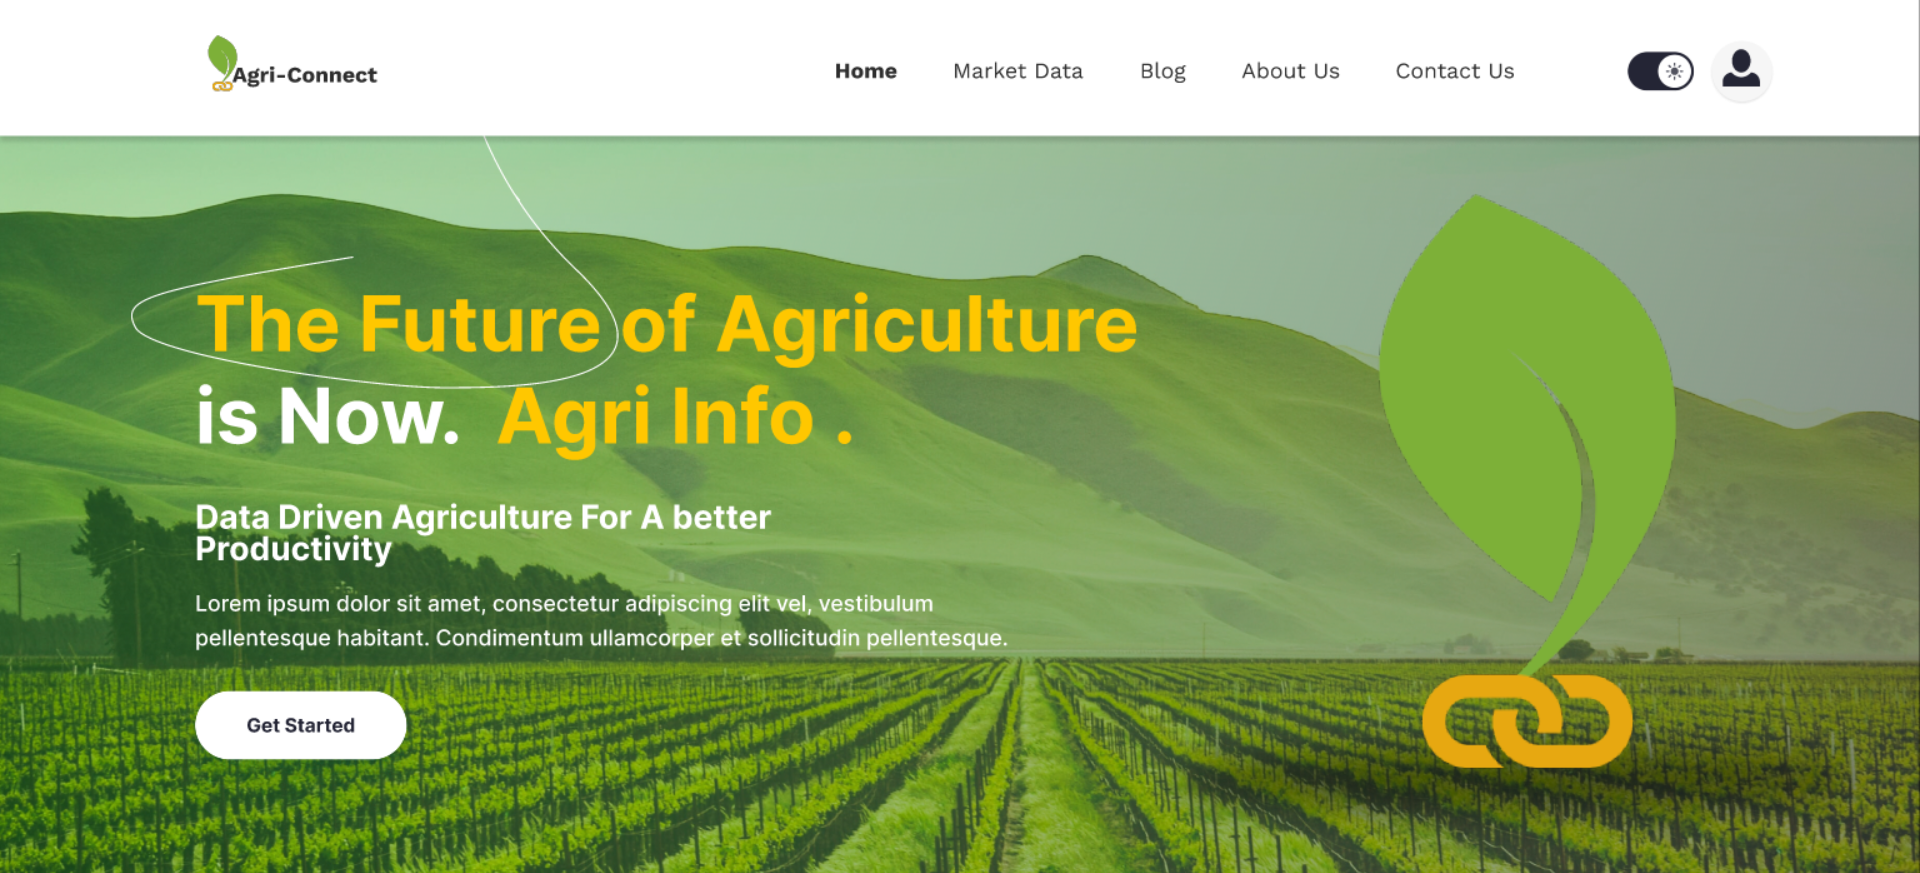 Agri-Connect
Home
Market Data
Blog
About Us
Contact Us
The Future of Agriculture
is Now. Agri Info .
Data Driven Agriculture For A better
Productivity
Lorem ipsum dolor sit amet, consectetur adipiscing elit vel, vestibulum
pellentesque habitant. Condimentum ullamcorper et sollicitudin pellentesque.
Get Started